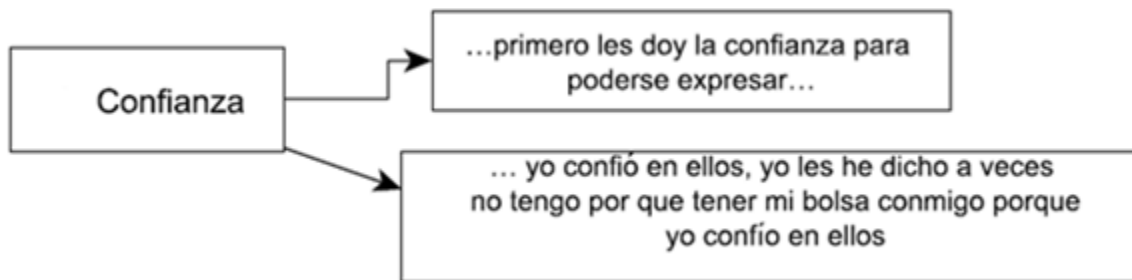 Confianza
…primero les doy la confianza para
poderse expresar…
… yo confió en ellos, yo les he dicho a veces
no tengo por que tener mi bolsa conmigo porque
yo confío en ellos